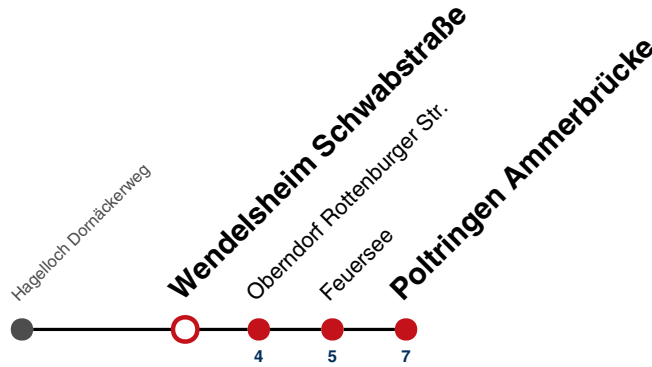 Hagelloch Dornäckerweg
Wendelsheim Schwabstraße
Oberndorf Rottenburger Str.
Feuersee
Poltringen Ammerbrücke
4
5
7